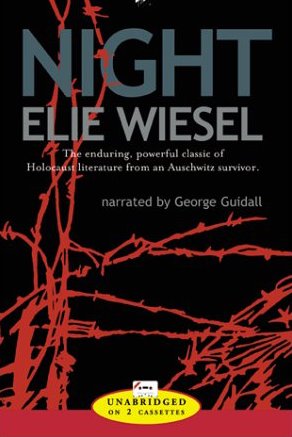 NIGHT
ELIE WIESEL
The enduring, powerful classic of
Holocaust literature from an Auschwitz survivor.
narrated by George Guidall
UNABRIDGED
ON 2 CASSETTES